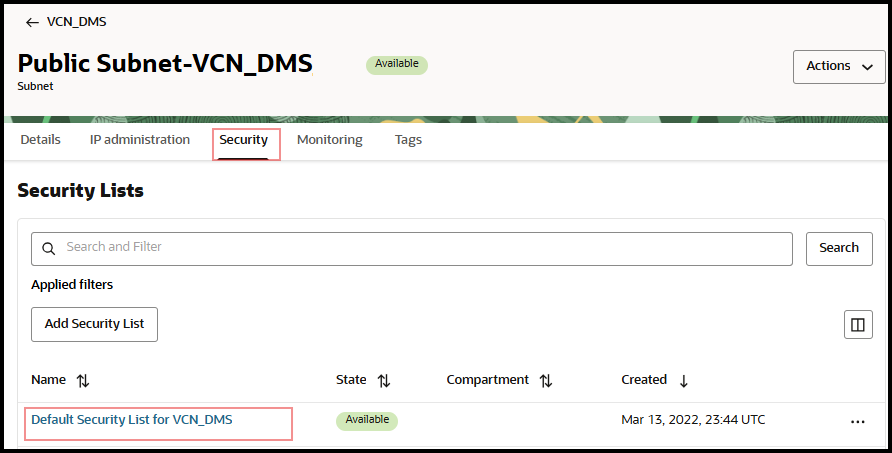 ← VCN_DMS
Public Subnet-VCN_DMS Available
Subnet
Actions
Details IP administration Security Monitoring Tags
Security Lists
Search and Filter Search
Applied filters
Add Security List
Name State Compartment Created
Default Security List for VCN_DMS Available Mar 13, 2022, 23:44 UTC